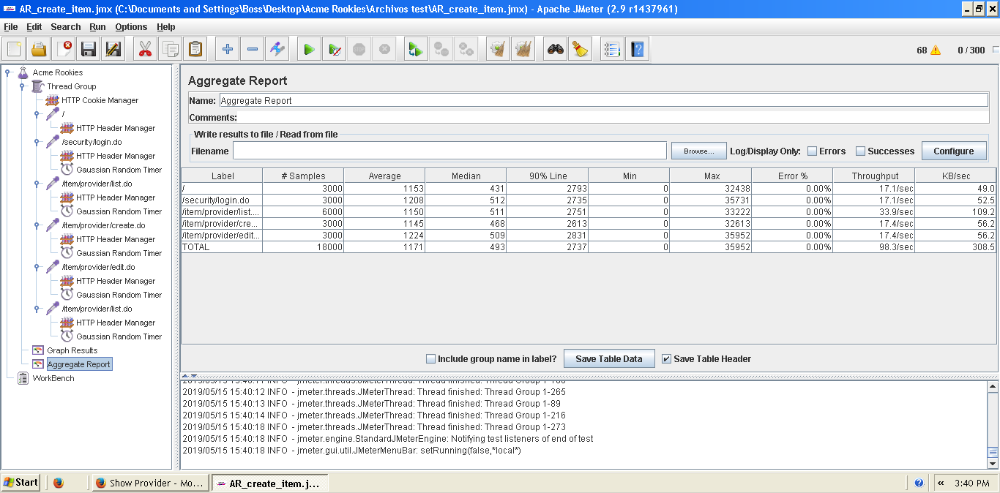 AR_create_item.jmx (C:\Documents and Settings\Boss\Desktop\Acme Rookies\Archivos test\AR_create_item.jmx) - Apache JMeter (2.9 r1437961)
File Edit Search Run Options Help
68 0 / 300
Acme Rookies
Thread Group
HTTP Cookie Manager
/
HTTP Header Manager
/security/login.do
HTTP Header Manager
Gaussian Random Timer
/item/provider/list.do
HTTP Header Manager
Gaussian Random Timer
/item/provider/create.do
HTTP Header Manager
Gaussian Random Timer
/item/provider/edit.do
HTTP Header Manager
Gaussian Random Timer
/item/provider/list.do
HTTP Header Manager
Gaussian Random Timer
Graph Results
Aggregate Report
WorkBench
Aggregate Report
Name: Aggregate Report
Comments:
Write results to file / Read from file
Filename Browse... Log/Display Only: Errors Successes Configure
Label # Samples Average Median 90% Line Min Max Error % Throughput KB/sec
/ 3000 1153 431 2793 0 32438 0.00% 17.1/sec 49.0
/security/login.do 3000 1208 512 2735 0 35731 0.00% 17.1/sec 52.5
/item/provider/list.... 6000 1150 511 2751 0 33222 0.00% 33.9/sec 109.2
/item/provider/cre... 3000 1145 468 2613 0 32613 0.00% 17.4/sec 56.2
/item/provider/edit... 3000 1224 509 2831 0 35952 0.00% 17.4/sec 56.2
TOTAL 18000 1171 493 2737 0 35952 0.00% 98.3/sec 308.5
Include group name in label? Save Table Data Save Table Header
2019/05/15 15:40:12 INFO - jmeter.threads.JMeterThread: Thread finished: Thread Group 1-265
2019/05/15 15:40:13 INFO - jmeter.threads.JMeterThread: Thread finished: Thread Group 1-89
2019/05/15 15:40:14 INFO - jmeter.threads.JMeterThread: Thread finished: Thread Group 1-216
2019/05/15 15:40:18 INFO - jmeter.threads.JMeterThread: Thread finished: Thread Group 1-273
2019/05/15 15:40:18 INFO - jmeter.engine.StandardJMeterEngine: Notifying test listeners of end of test
2019/05/15 15:40:18 INFO - jmeter.gui.util.JMeterMenuBar: setRunning(false,*local*)
Start Show Provider - Mo... AR_create_item.j... « 3:40 PM